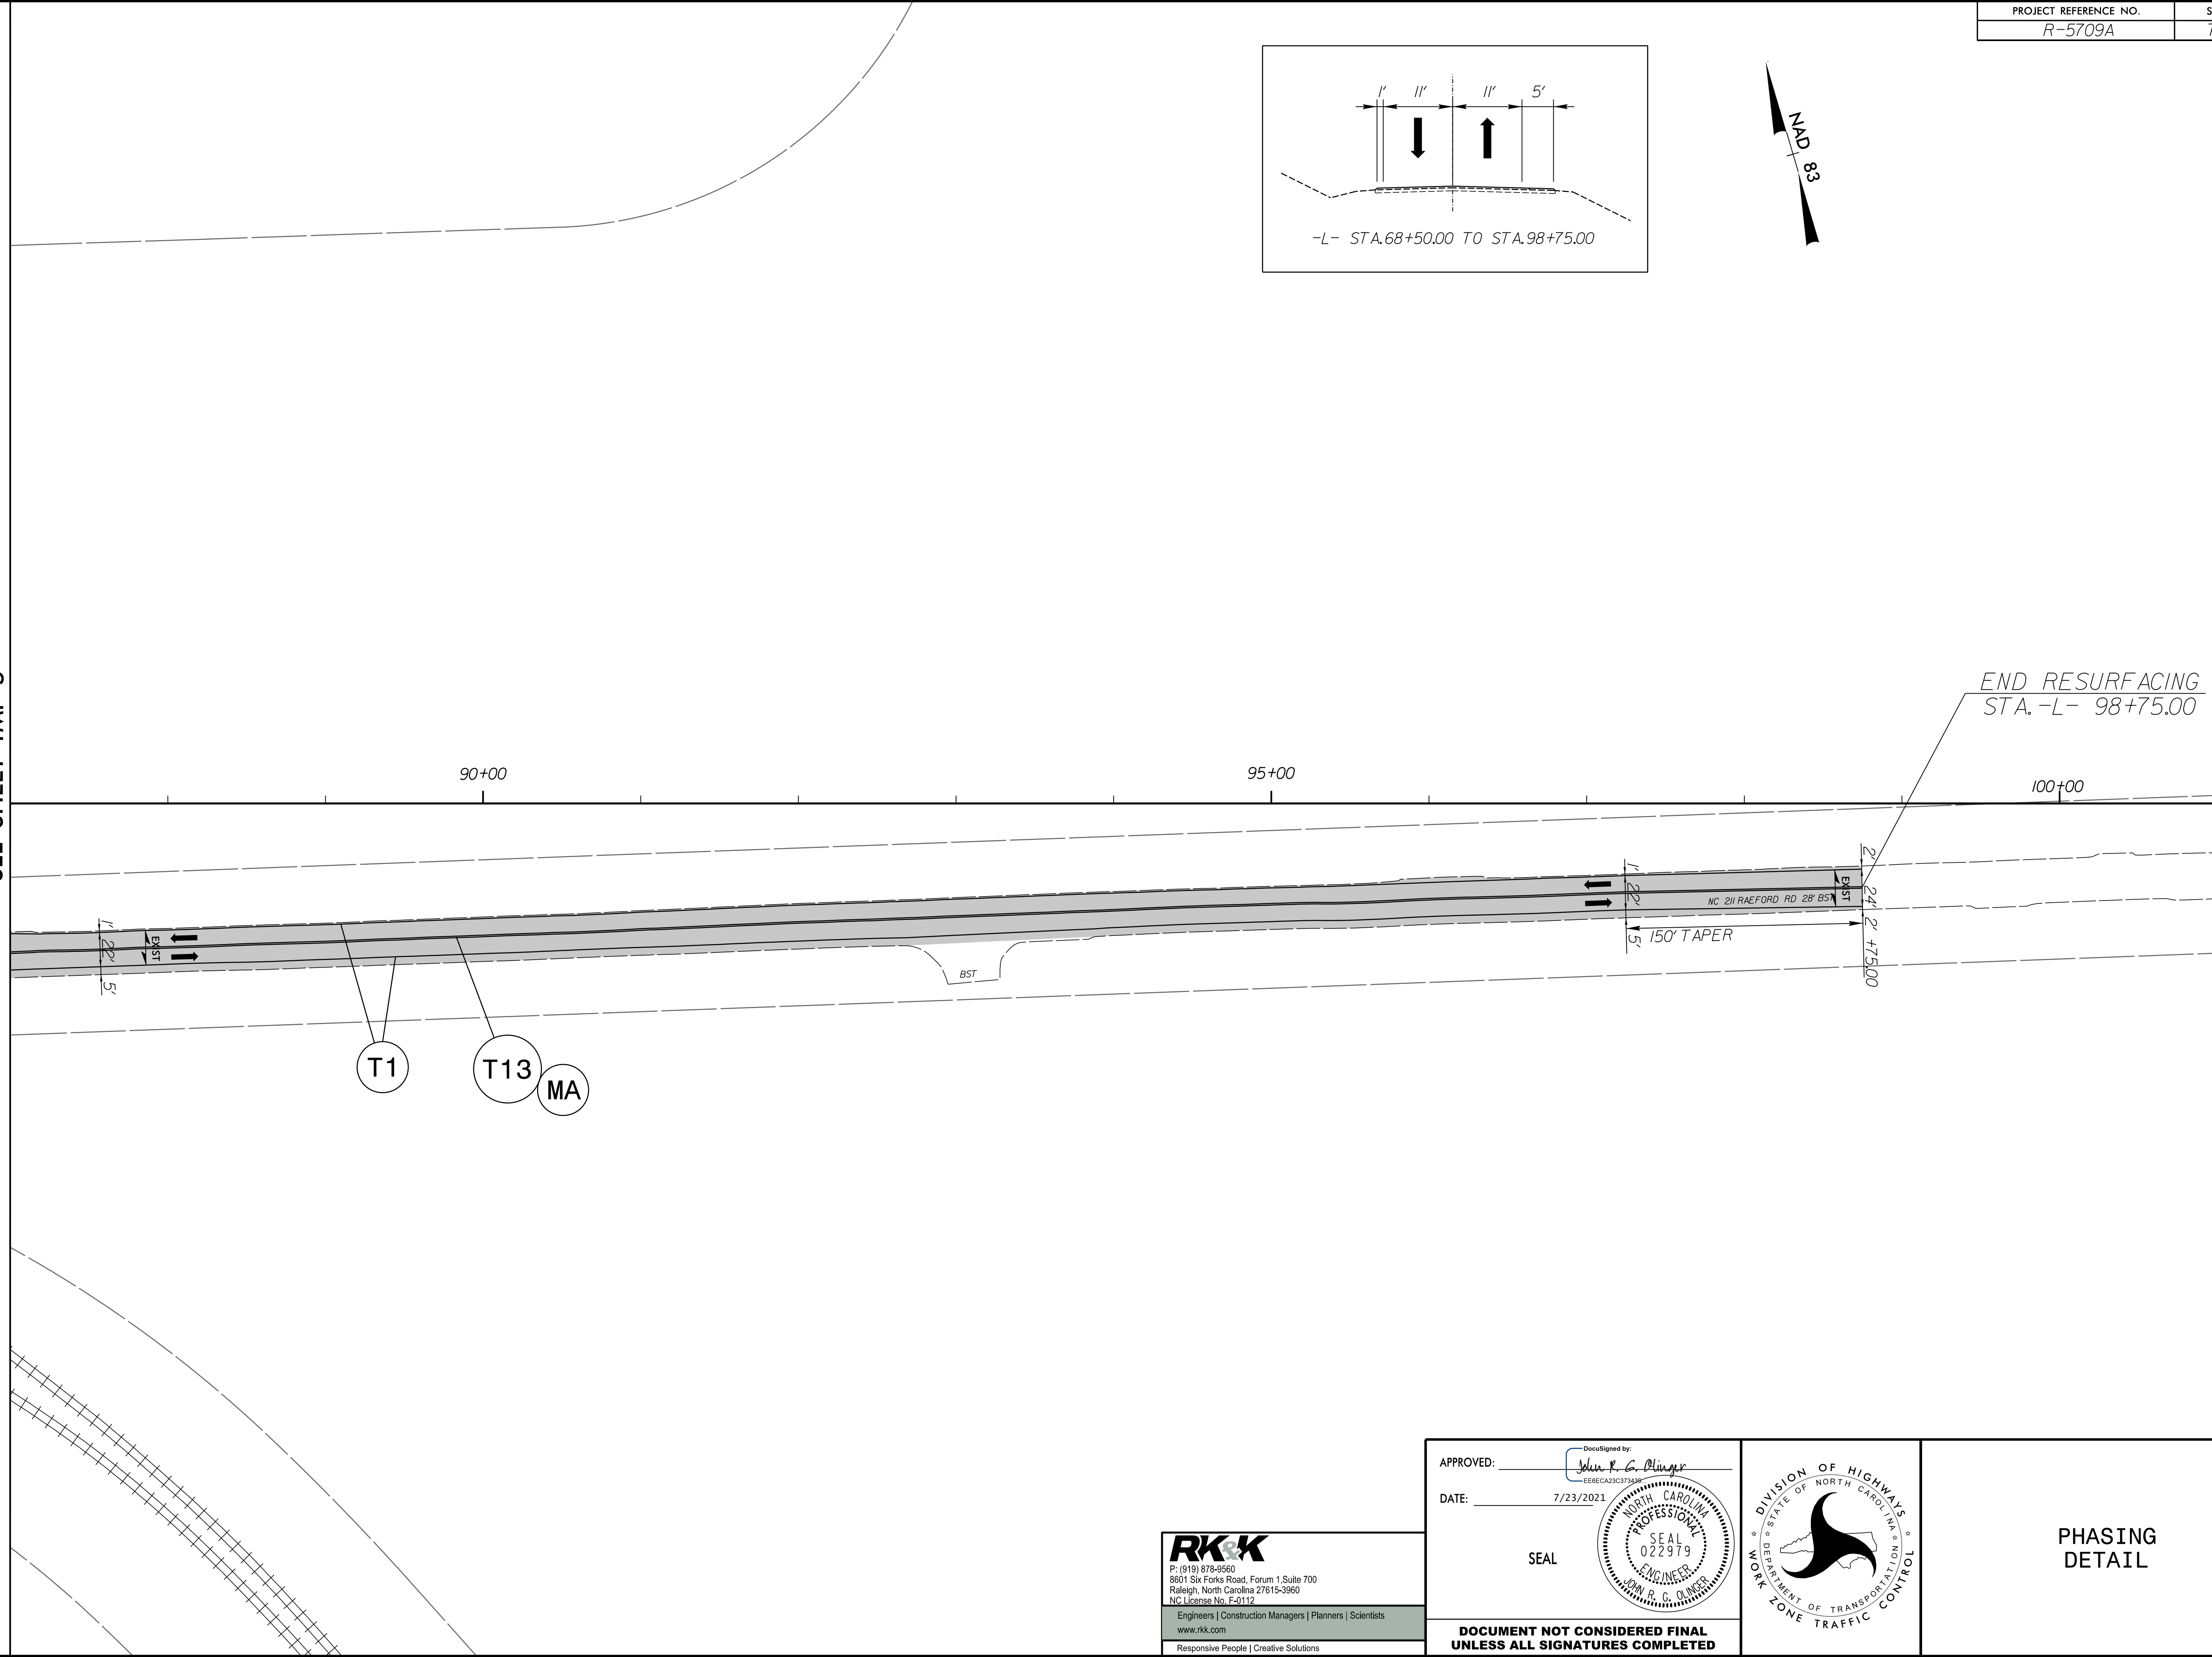 PROJECT REFERENCE NO.
R-5709A
1' 11' 11' 5'
-L- STA.68+50.00 TO STA.98+75.00
NAD 83
END RESURFACING
STA.-L- 98+75.00
90+00
95+00
100+00
1'
22'
5'
EXIST
1'
22'
5'
150' TAPER
NC 211 RAEFORD RD 28' BST
EXIST
2'
24'
2'
+75.00
BST
T1
T13
MA
RK&K
P: (919) 878-9560
8601 Six Forks Road, Forum 1,Suite 700
Raleigh, North Carolina 27615-3960
NC License No. F-0112
Engineers | Construction Managers | Planners | Scientists
www.rkk.com
Responsive People | Creative Solutions
APPROVED:
DocuSigned by:
John R. G. Olinger
EE6ECA23C373439...
DATE: 7/23/2021
SEAL
NORTH CAROLINA
PROFESSIONAL
SEAL
022979
ENGINEER
JOHN R. G. OLINGER
DOCUMENT NOT CONSIDERED FINAL
UNLESS ALL SIGNATURES COMPLETED
DIVISION OF HIGHWAYS
STATE OF NORTH CAROLINA
DEPARTMENT OF TRANSPORTATION
WORK ZONE TRAFFIC CONTROL
PHASING
DETAIL